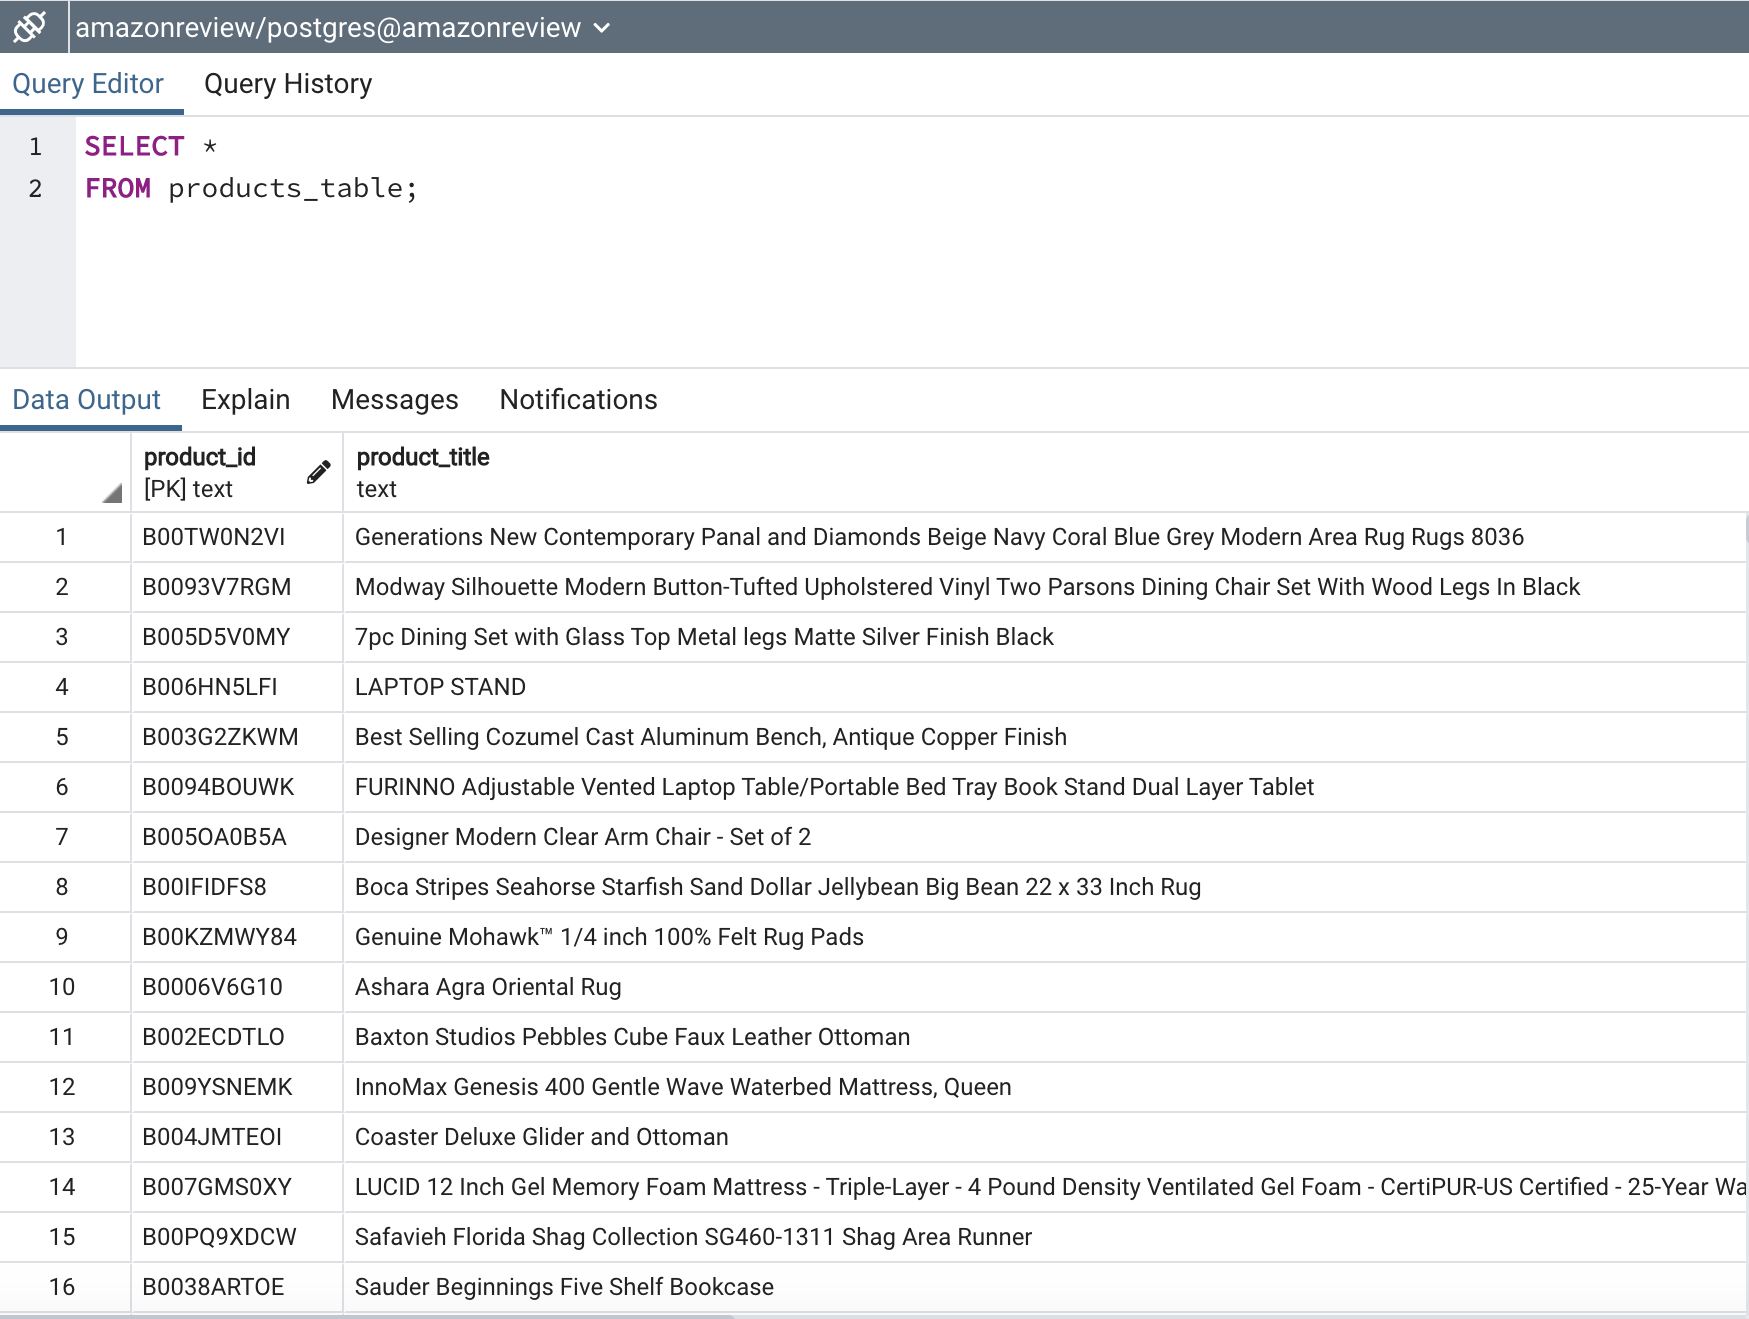 amazonreview/postgres@amazonreview
Query Editor Query History
1 SELECT *
2 FROM products_table;
Data Output Explain Messages Notifications
product_id product_title
[PK] text text
1 B00TW0N2VI Generations New Contemporary Panal and Diamonds Beige Navy Coral Blue Grey Modern Area Rug Rugs 8036
2 B0093V7RGM Modway Silhouette Modern Button-Tufted Upholstered Vinyl Two Parsons Dining Chair Set With Wood Legs In Black
3 B005D5V0MY 7pc Dining Set with Glass Top Metal legs Matte Silver Finish Black
4 B006HN5LFI LAPTOP STAND
5 B003G2ZKWM Best Selling Cozumel Cast Aluminum Bench, Antique Copper Finish
6 B0094BOUWK FURINNO Adjustable Vented Laptop Table/Portable Bed Tray Book Stand Dual Layer Tablet
7 B005OA0B5A Designer Modern Clear Arm Chair - Set of 2
8 B00IFIDFS8 Boca Stripes Seahorse Starfish Sand Dollar Jellybean Big Bean 22 x 33 Inch Rug
9 B00KZMWY84 Genuine Mohawk™ 1/4 inch 100% Felt Rug Pads
10 B0006V6G10 Ashara Agra Oriental Rug
11 B002ECDTLO Baxton Studios Pebbles Cube Faux Leather Ottoman
12 B009YSNEMK InnoMax Genesis 400 Gentle Wave Waterbed Mattress, Queen
13 B004JMTEOI Coaster Deluxe Glider and Ottoman
14 B007GMS0XY LUCID 12 Inch Gel Memory Foam Mattress - Triple-Layer - 4 Pound Density Ventilated Gel Foam - CertiPUR-US Certified - 25-Year Wa
15 B00PQ9XDCW Safavieh Florida Shag Collection SG460-1311 Shag Area Runner
16 B0038ARTOE Sauder Beginnings Five Shelf Bookcase